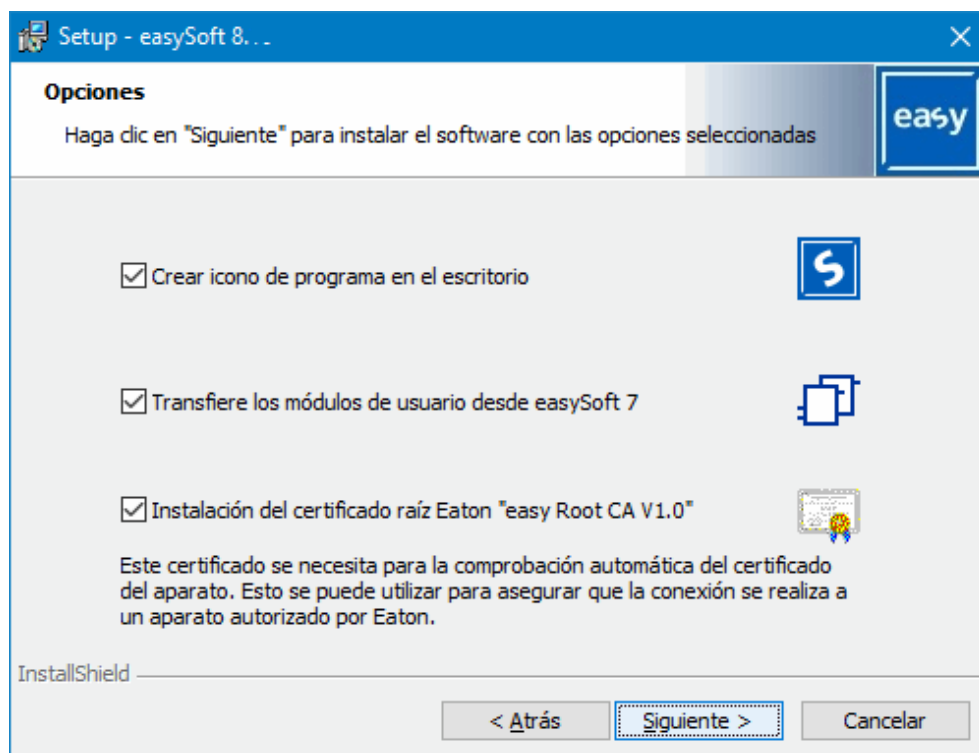 Setup - easySoft 8...
Opciones
Haga clic en "Siguiente" para instalar el software con las opciones seleccionadas
easy
Crear icono de programa en el escritorio
S
Transfiere los módulos de usuario desde easySoft 7
Instalación del certificado raíz Eaton "easy Root CA V1.0"
Este certificado se necesita para la comprobación automática del certificado
del aparato. Esto se puede utilizar para asegurar que la conexión se realiza a
un aparato autorizado por Eaton.
InstallShield
< Atrás
Siguiente >
Cancelar